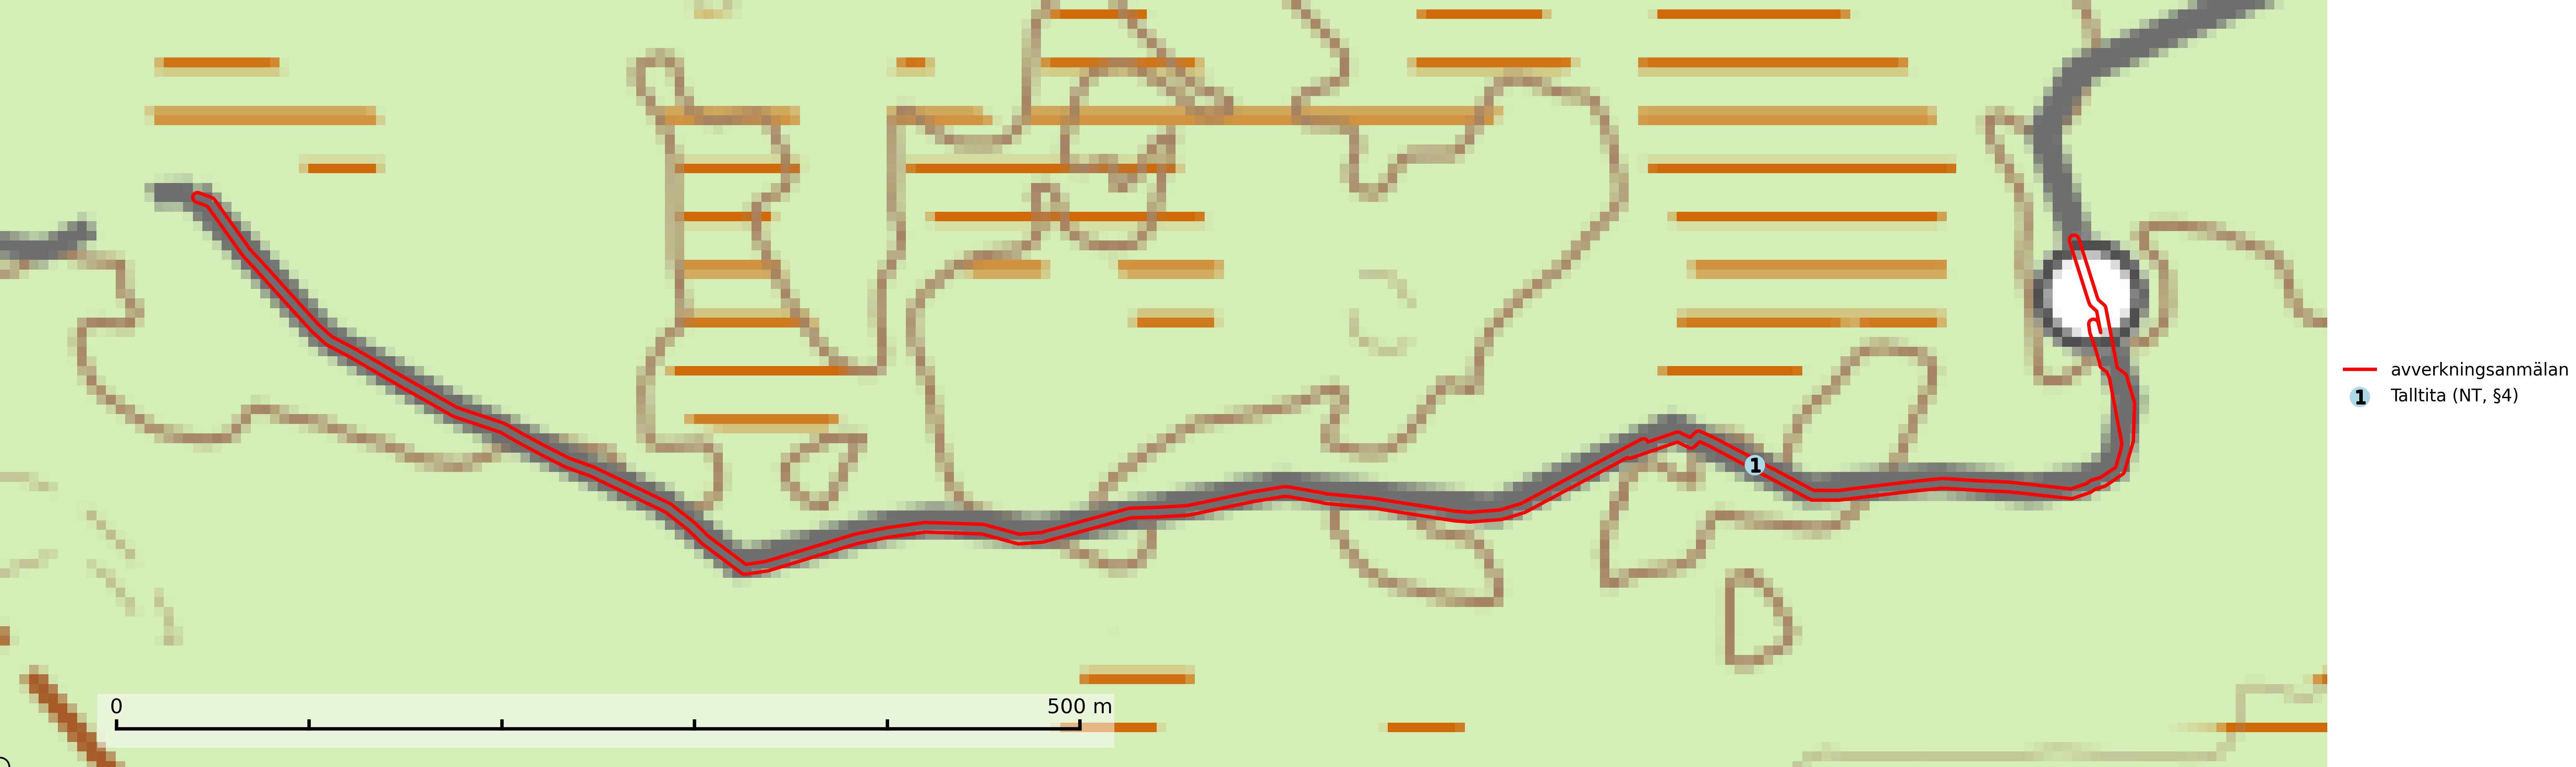 avverkningsanmälan
1 Talltita (NT, §4)
1
0 500 m